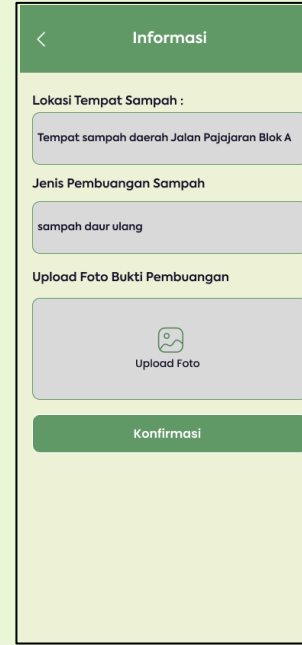 Informasi
Lokasi Tempat Sampah :
Tempat sampah daerah Jalan Pajajaran Blok A
Jenis Pembuangan Sampah
sampah daur ulang
Upload Foto Bukti Pembuangan
Upload Foto
Konfirmasi